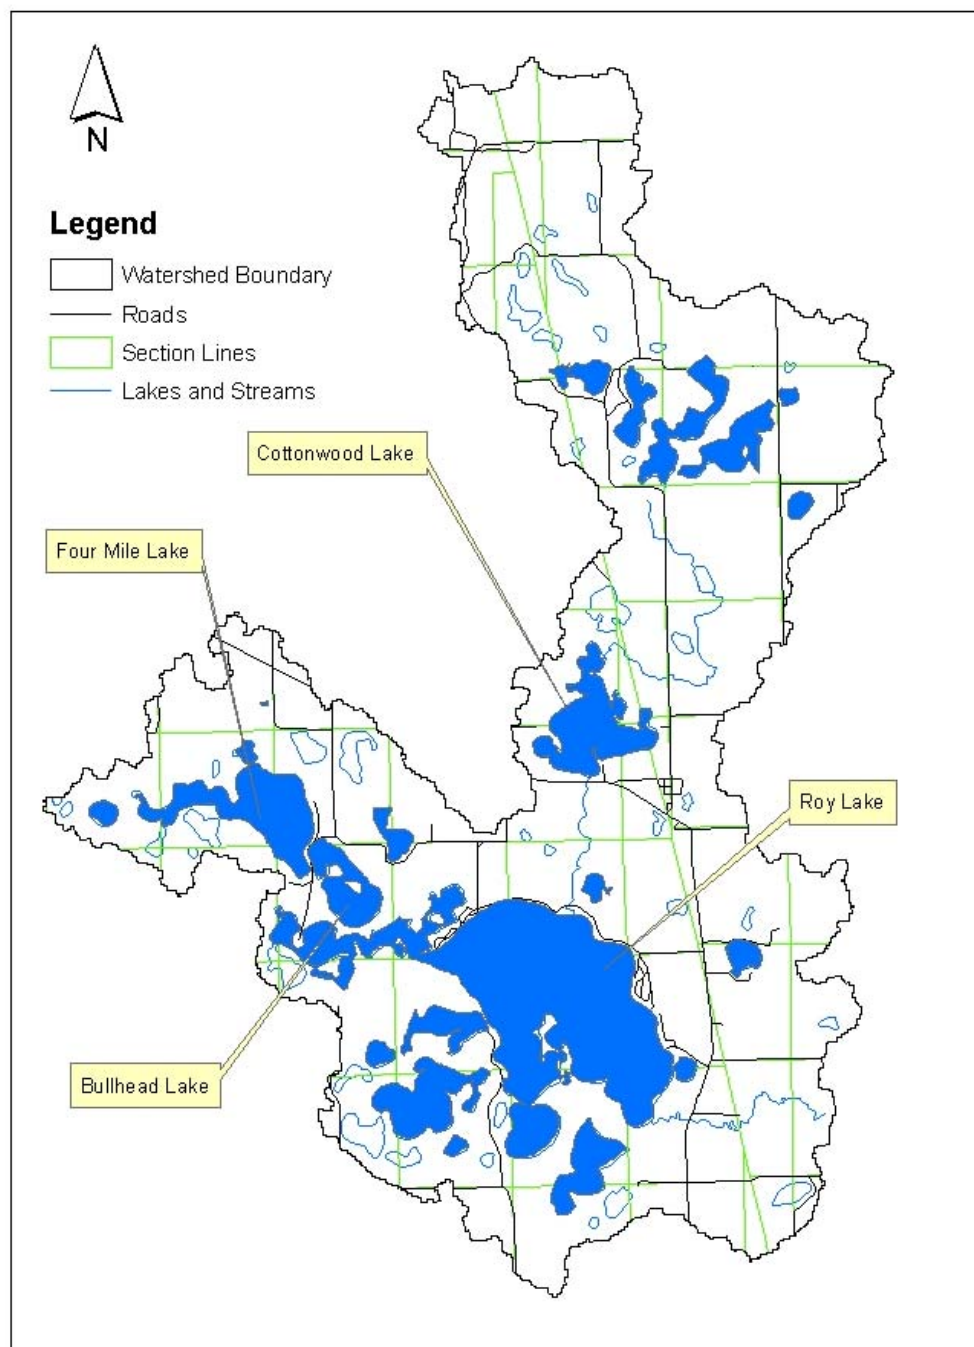 N
Legend
Watershed Boundary
Roads
Section Lines
Lakes and Streams
Cottonwood Lake
Four Mile Lake
Roy Lake
Bullhead Lake